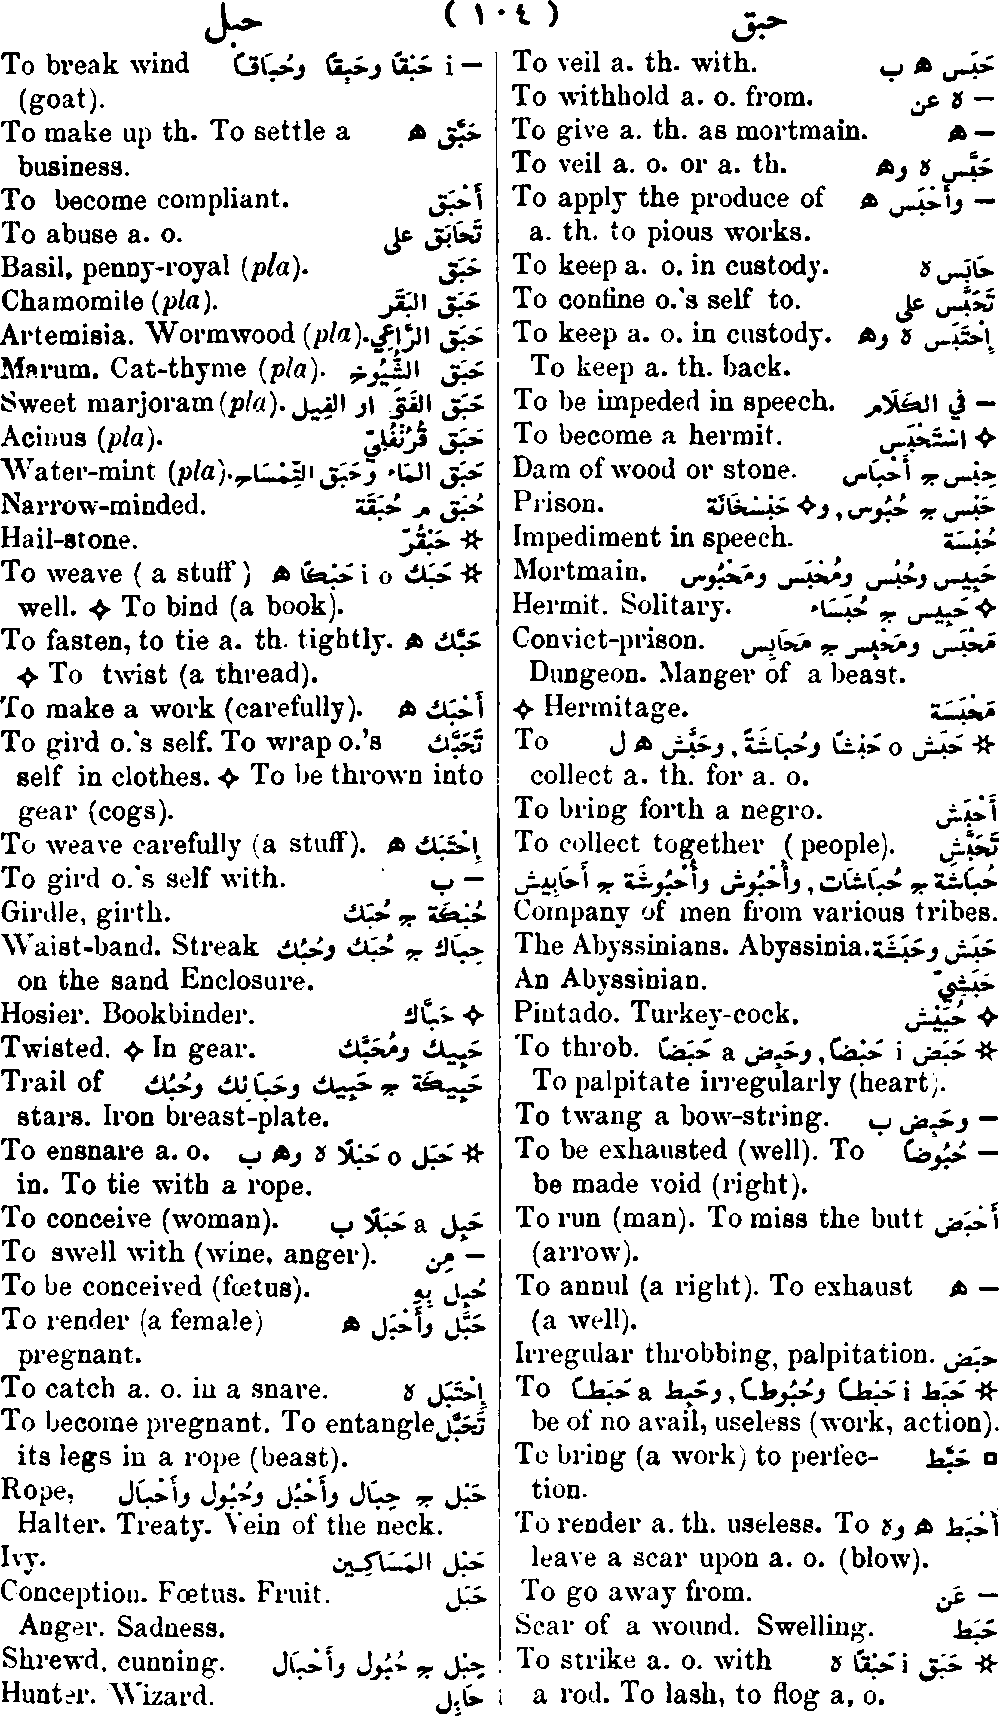 حبق ( ١٠٤ ) حبل
To veil a. th. with. حَبَس ه ب
To withhold a. o. from. – ه عن
To give a. th. as mortmain. – ه
To veil a. o. or a. th. حَبَّس ه وه
To apply the produce of – وأَحْبَس ه
a. th. to pious works.
To keep a. o. in custody. حَابَس ه
To confine o.'s self to. تَحَبَّس على
To keep a. o. in custody. إِحْتَبَس ه وه
To keep a. th. back.
To be impeded in speech. – في الكَلَام
To become a hermit. ✧ اسْتَحْبَس
Dam of wood or stone. حِبْس ج أَحْبَاس
Prison. حَبْس ج حُبُوس, و✧ حَبْسْخَانَة
Impediment in speech. حُبْسَة
Mortmain. حَبِيس وحُبْس ومُحْبَس ومَحْبُوس
Hermit. Solitary. ✧ حَبِيس ج حُبَسَاء
Convict-prison. مَحْبَس ومَحْبِس ج مَحَابِس
Dungeon. Manger of a beast.
✧ Hermitage. مَحْبَسَة
To ✲ حَبَش o حَبْشًا وحُبَاشَةً, وحَبَّش ه ل
collect a. th. for a. o.
To bring forth a negro. أَحْبَش
To collect together (people). تَحَبَّش
حُبَاشَة ج حُبَاشَات, وأُحْبُوش وأُحْبُوشَة ج أَحَابِيش
Company of men from various tribes.
The Abyssinians. Abyssinia. حَبَش وحَبَشَة
An Abyssinian. حَبَشِيّ
Pintado. Turkey-cock. ✧ حُبَيْش
To throb. ✲ حَبَض i حَبْضًا, وحَبِض a حَبَضًا
To palpitate irregularly (heart).
To twang a bow-string. – وحَبِض ب
To be exhausted (well). To – حُبُوضًا
be made void (right).
To run (man). To miss the butt أَحْبَض
(arrow).
To annul (a right). To exhaust – ه
(a well).
Irregular throbbing, palpitation. حَبَض
To ✲ حَبَط i حَبْطًا وحُبُوطًا, وحَبِط a حَبَطًا
be of no avail, useless (work, action).
To bring (a work) to perfec- □ حَبَّط
tion.
To render a. th. useless. To أَحْبَط ه وه
leave a scar upon a. o. (blow).
To go away from. – عَن
Scar of a wound. Swelling. حَبَط
To strike a. o. with ✲ حَبَق i حَبْقًا ه
a rod. To lash, to flog a, o.
To break wind – i حَبْقًا وحَبِقًا وحُبَاقًا
(goat).
To make up th. To settle a حَبَّق ه
business.
To become compliant. أَحْبَق
To abuse a. o. تَحَابَق على
Basil, penny-royal (pla). حَبَق
Chamomile (pla). حَبَق البَقَر
Artemisia. Wormwood (pla). حَبَق الرَّاعِي
Marum. Cat-thyme (pla). حَبَق الشُّيُوخ
Sweet marjoram (pla). حَبَق الفَتَى او الفِيل
Acinus (pla). حَبَق قُرُنْفُلِيّ
Water-mint (pla). حَبَق المَاء وحَبَق التِّمْسَاح
Narrow-minded. حُبَق م حُبَقَة
Hail-stone. ✲ حَبَقُرّ
To weave (a stuff) ✲ حَبَك i o حَبْكًا ه
well. ✧ To bind (a book).
To fasten, to tie a. th. tightly. حَبَّك ه
✧ To twist (a thread).
To make a work (carefully). أَحْبَك ه
To gird o.'s self. To wrap o.'s تَحَبَّك
self in clothes. ✧ To be thrown into
gear (cogs).
To weave carefully (a stuff). إِحْتَبَك ه
To gird o.'s self with. – ب
Girdle, girth. حُبْكَة ج حُبَك
Waist-band. Streak حِبَاك ج حُبَك وحُبُك
on the sand Enclosure.
Hosier. Bookbinder. ✧ حَبَّاك
Twisted. ✧ In gear. حَبِيك ومُحَبَّك
Trail of حَبِيكَة ج حَبِيك وحَبَائِك وحُبُك
stars. Iron breast-plate.
To ensnare a. o. ✲ حَبَل o حَبْلًا ه وه ب
in. To tie with a rope.
To conceive (woman). حَبِل a حَبَلًا ب
To swell with (wine, anger). – مِن
To be conceived (fœtus). حُبِل بِهِ
To render (a female) حَبَّل وأَحْبَل ه
pregnant.
To catch a. o. in a snare. إِحْتَبَل ه
To become pregnant. To entangle تَحَبَّل
its legs in a rope (beast).
Rope, حَبْل ج حِبَال وأَحْبُل وحُبُول وأَحْبَال
Halter. Treaty. Vein of the neck.
Ivy. حَبْل المَسَاكِين
Conception. Fœtus. Fruit. حَبَل
Anger. Sadness.
Shrewd, cunning. حِبْل ج حُبُول وأَحْبَال
Hunter. Wizard. حَابِل